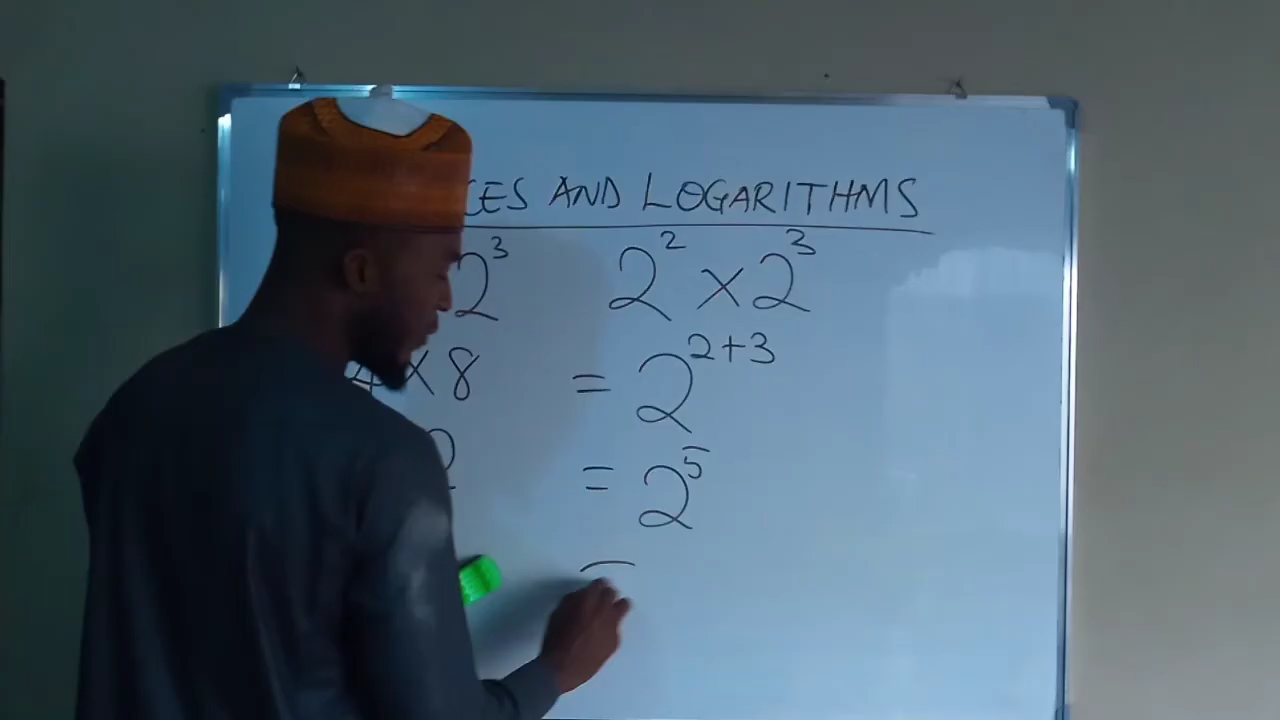 CES AND LOGARITHMS
2³ 2² × 2³
4 × 8 = 2²⁺³
2 = 2⁵
=